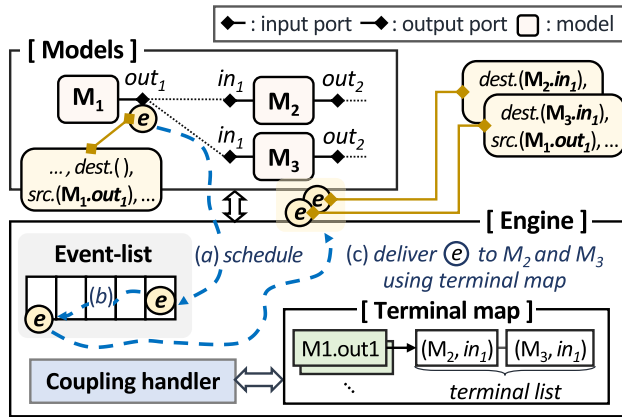 : input port : output port : model
[ Models ]
out₁ in₁ out₂
M₁ M₂
e
in₁ out₂
M₃
..., dest.( ),
src.(M₁.out₁), ...
dest.(M₂.in₁),
dest.(M₃.in₁),
src.(M₁.out₁), ...
e
e
[ Engine ]
Event-list
(a) schedule
(c) deliver e to M₂ and M₃
using terminal map
(b) e
e
[ Terminal map ]
M1.out1 (M₂, in₁) (M₃, in₁)
...
terminal list
Coupling handler